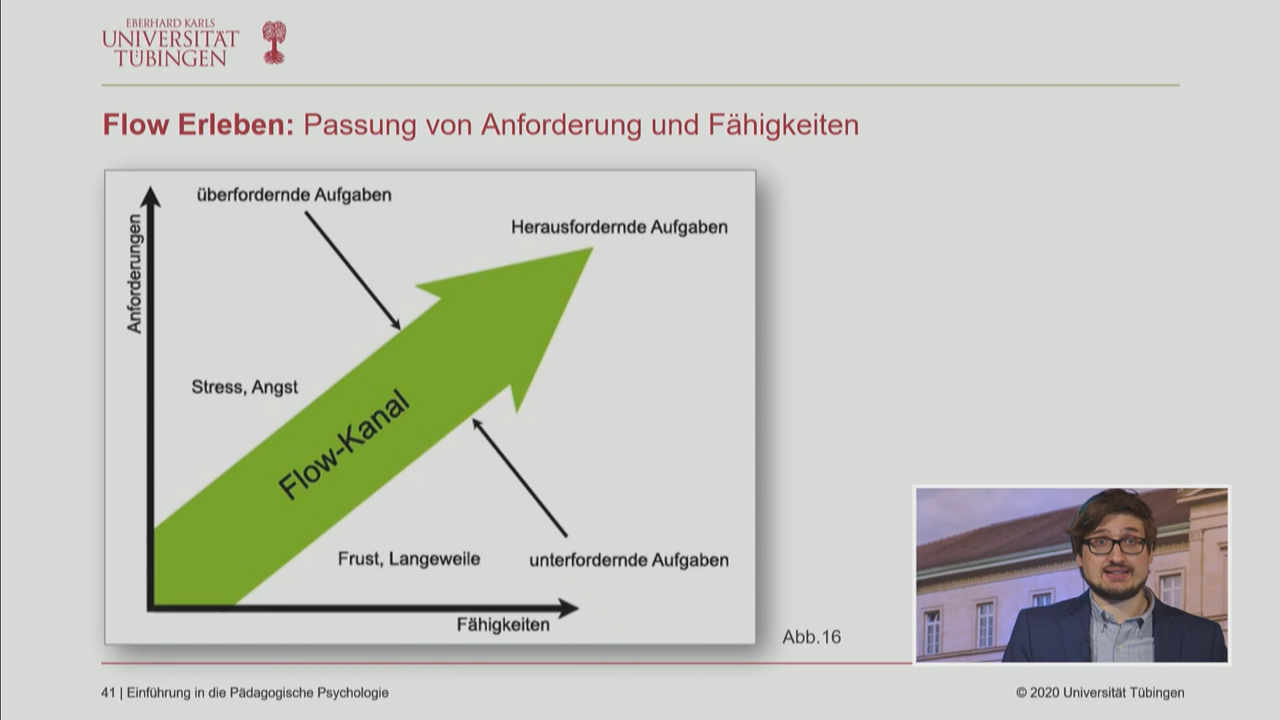 EBERHARD KARLS
UNIVERSITÄT
TÜBINGEN
Flow Erleben: Passung von Anforderung und Fähigkeiten
überfordernde Aufgaben
Herausfordernde Aufgaben
Anforderungen
Stress, Angst
Flow-Kanal
Frust, Langeweile
unterfordernde Aufgaben
Fähigkeiten
Abb.16
41 | Einführung in die Pädagogische Psychologie
© 2020 Universität Tübingen